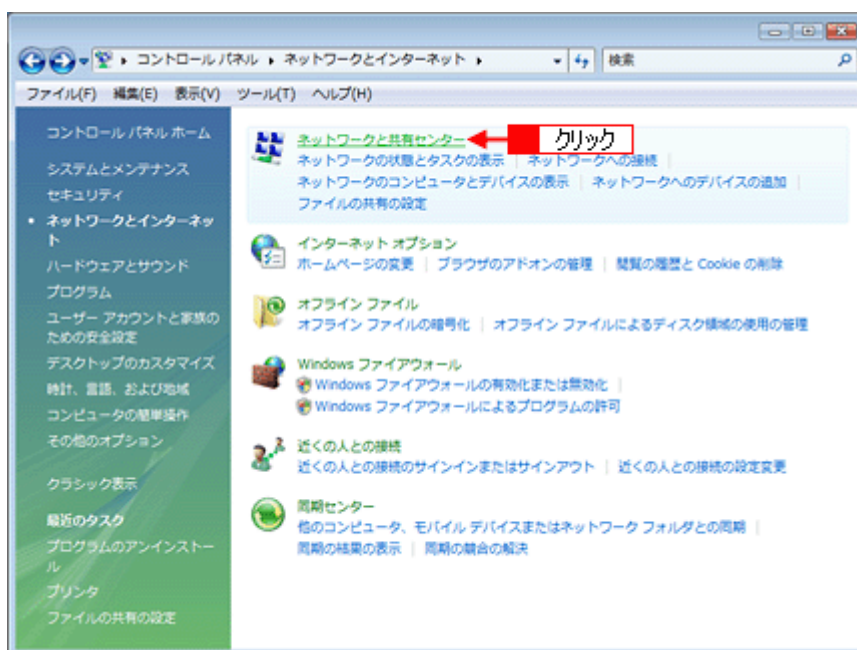 コントロール パネル ネットワークとインターネット 検索
ファイル(F) 編集(E) 表示(V) ツール(T) ヘルプ(H)
コントロール パネル ホーム
システムとメンテナンス
セキュリティ
• ネットワークとインターネッ
ト
ハードウェアとサウンド
プログラム
ユーザー アカウントと家族の
ための安全設定
デスクトップのカスタマイズ
時計、言語、および地域
コンピュータの簡単操作
その他のオプション
クラシック表示
最近のタスク
プログラムのアンインストー
ル
プリンタ
ファイルの共有の設定
ネットワークと共有センター クリック
ネットワークの状態とタスクの表示 | ネットワークへの接続 |
ネットワークのコンピュータとデバイスの表示 | ネットワークへのデバイスの追加 |
ファイルの共有の設定
インターネット オプション
ホームページの変更 | ブラウザのアドオンの管理 | 閲覧の履歴と Cookie の削除
オフライン ファイル
オフライン ファイルの暗号化 | オフライン ファイルによるディスク領域の使用の管理
Windows ファイアウォール
Windows ファイアウォールの有効化または無効化 |
Windows ファイアウォールによるプログラムの許可
近くの人との接続
近くの人との接続のサインインまたはサインアウト | 近くの人との接続の設定変更
同期センター
他のコンピュータ、モバイル デバイスまたはネットワーク フォルダとの同期 |
同期の結果の表示 | 同期の競合の解決